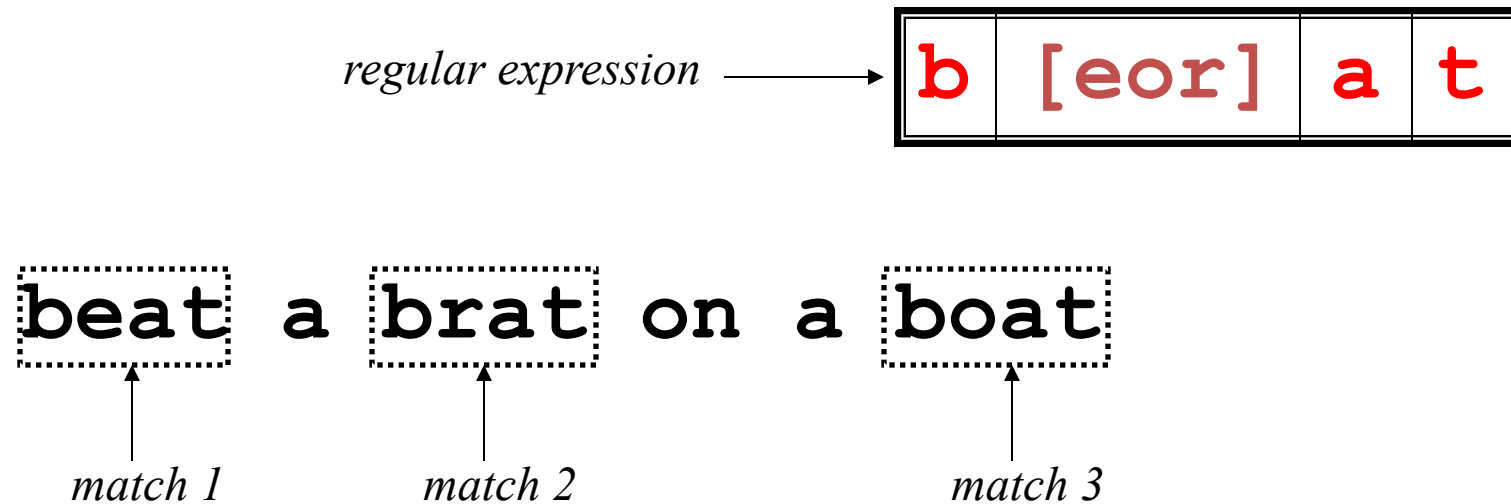 regular expression b [eor] a t
beat a brat on a boat
match 1 match 2 match 3